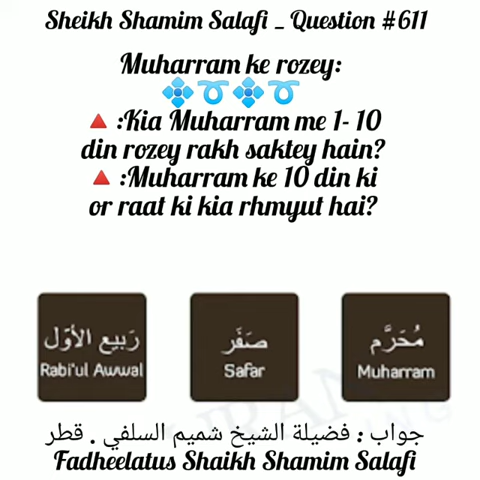 Sheikh Shamim Salafi _ Question #611
Muharram ke rozey:
🔺:Kia Muharram me 1- 10
din rozey rakh saktey hain?
🔺:Muharram ke 10 din ki
or raat ki kia rhmyut hai?
رَبيع الأوّل
Rabi'ul Awwal
صَفَر
Safar
مُحَرَّم
Muharram
جواب : فضيلة الشيخ شميم السلفي . قطر
Fadheelatus Shaikh Shamim Salafi